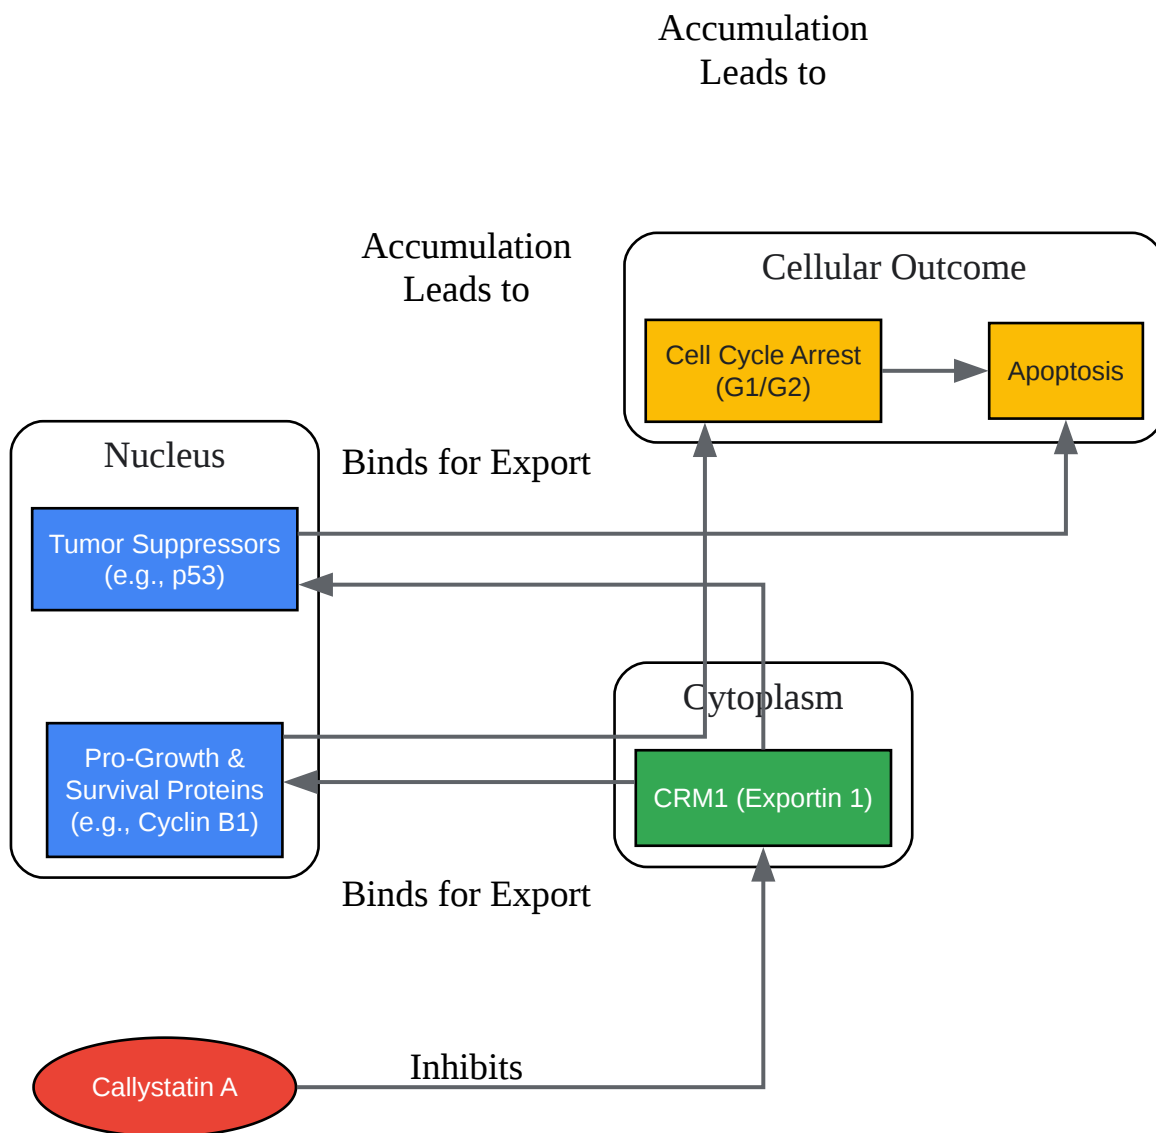 Accumulation
Leads to
Accumulation
Leads to
Cellular Outcome
Cell Cycle Arrest
(G1/G2)
Apoptosis
Nucleus
Binds for Export
Tumor Suppressors
(e.g., p53)
Cytoplasm
Pro-Growth &
Survival Proteins
(e.g., Cyclin B1)
CRM1 (Exportin 1)
Binds for Export
Inhibits
Callystatin A